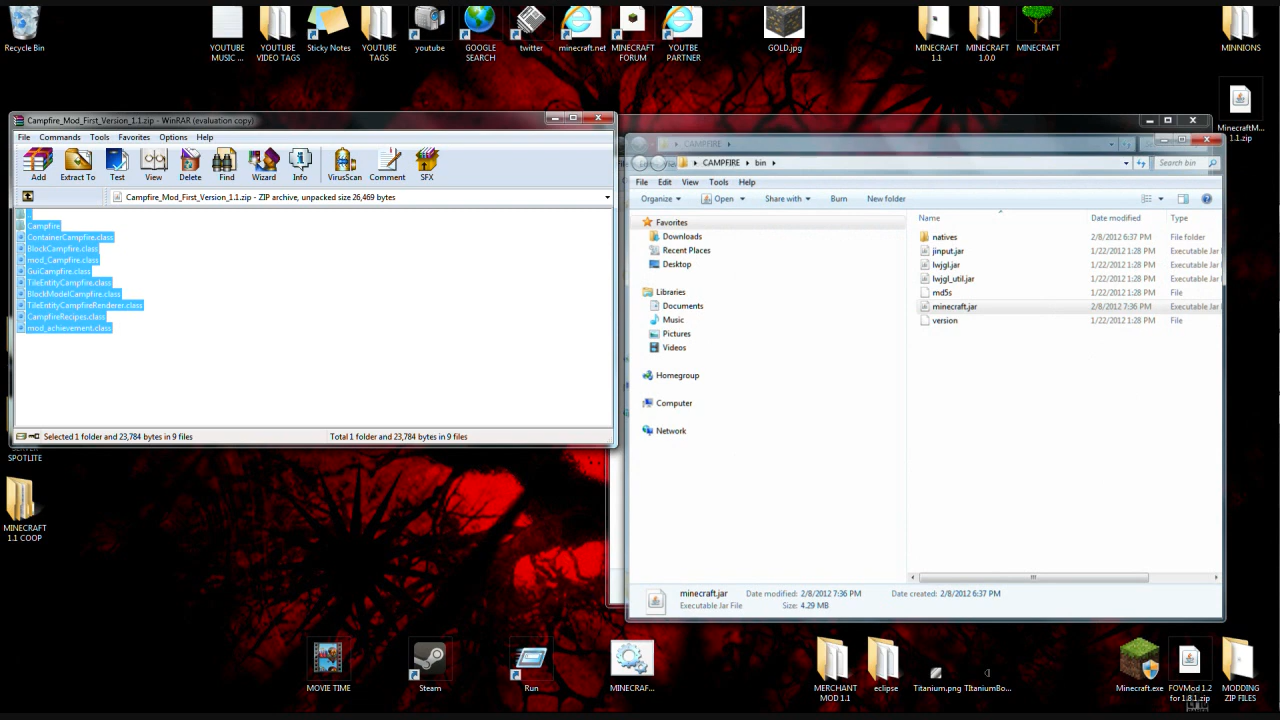 Recycle Bin
YOUTUBE MUSIC ...
YOUTUBE VIDEO TAGS
Sticky Notes
YOUTUBE TAGS
youtube
GOOGLE SEARCH
twitter
minecraft.net
MINECRAFT FORUM
YOUTBE PARTNER
GOLD.jpg
MINECRAFT 1.1
MINECRAFT 1.0.0
MINECRAFT
MINNIONS
MinecraftM... 1.1.zip
Campfire_Mod_First_Version_1.1.zip - WinRAR (evaluation copy)
File Commands Tools Favorites Options Help
Add Extract To Test View Delete Find Wizard Info VirusScan Comment SFX
Campfire_Mod_First_Version_1.1.zip - ZIP archive, unpacked size 26,469 bytes
..
Campfire
ContainerCampfire.class
BlockCampfire.class
mod_Campfire.class
GuiCampfire.class
TileEntityCampfire.class
BlockModelCampfire.class
TileEntityCampfireRenderer.class
CampfireRecipes.class
mod_achievement.class
Selected 1 folder and 23,784 bytes in 9 files
Total 1 folder and 23,784 bytes in 9 files
CAMPFIRE
CAMPFIRE bin
Search bin
File Edit View Tools Help
Organize Open Share with Burn New folder
Favorites
Downloads
Recent Places
Desktop
Libraries
Documents
Music
Pictures
Videos
Homegroup
Computer
Network
Name Date modified Type
natives 2/8/2012 6:37 PM File folder
jinput.jar 1/22/2012 1:28 PM Executable Jar
lwjgl.jar 1/22/2012 1:28 PM Executable Jar
lwjgl_util.jar 1/22/2012 1:28 PM Executable Jar
md5s 1/22/2012 1:28 PM File
minecraft.jar 2/8/2012 7:36 PM Executable Jar
version 1/22/2012 1:28 PM File
minecraft.jar Date modified: 2/8/2012 7:36 PM Date created: 2/8/2012 6:37 PM
Executable Jar File Size: 4.29 MB
SPOTLITE
MINECRAFT 1.1 COOP
MOVIE TIME
Steam
Run
MINECRAF...
MERCHANT MOD 1.1
eclipse
Titanium.png
TitaniumBo...
Minecraft.exe
FOVMod 1.2 for 1.8.1.zip
MODDING ZIP FILES